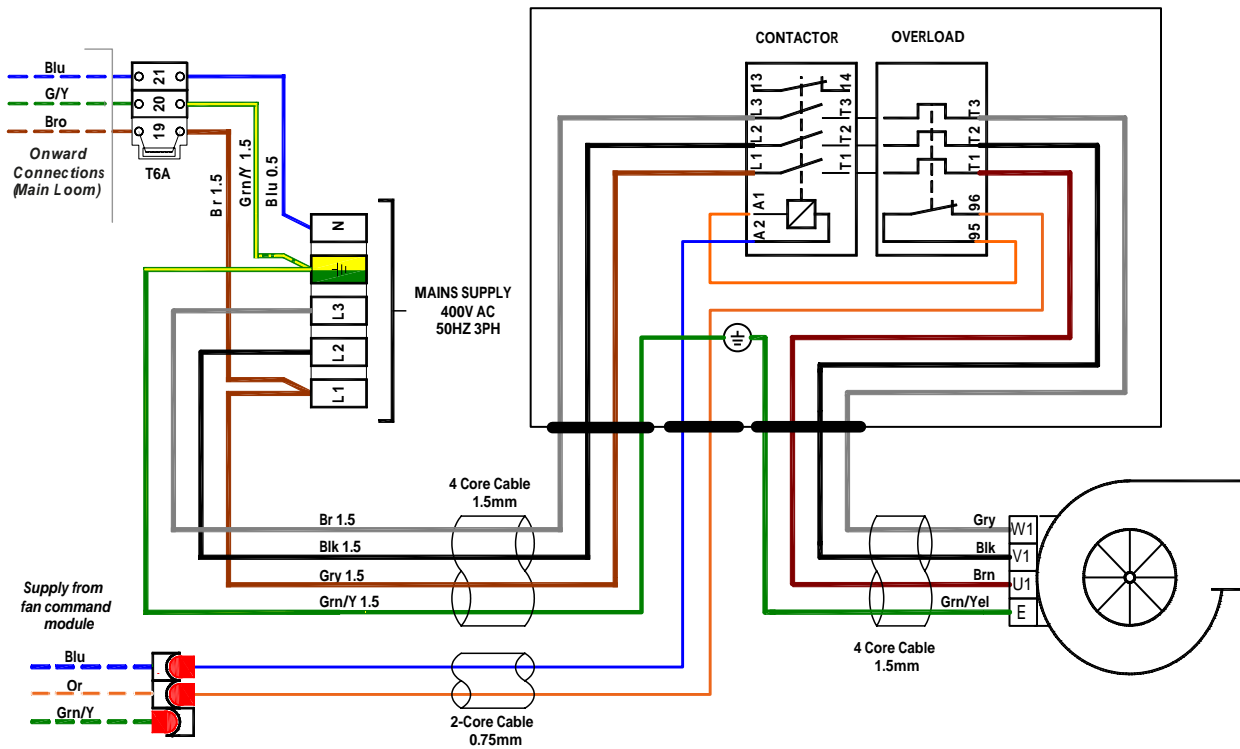 Blu
G/Y
Bro
Onward
Connections
(Main Loom)
21
20
19
T6A
Br 1.5
Grn/Y 1.5
Blu 0.5
N
L3
L2
L1
MAINS SUPPLY
400V AC
50HZ 3PH
CONTACTOR
OVERLOAD
13
14
L3
T3
L2
T2
L1
T1
A1
A2
T3
T2
T1
96
95
4 Core Cable
1.5mm
Br 1.5
Blk 1.5
Gry 1.5
Grn/Y 1.5
Gry
Blk
Brn
Grn/Yel
W1
V1
U1
E
4 Core Cable
1.5mm
Supply from
fan command
module
Blu
Or
Grn/Y
2-Core Cable
0.75mm